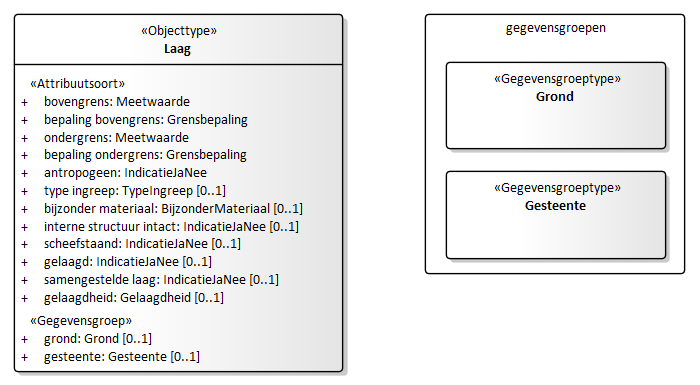 «Objecttype»
Laag
«Attribuutsoort»
+ bovengrens: Meetwaarde
+ bepaling bovengrens: Grensbepaling
+ ondergrens: Meetwaarde
+ bepaling ondergrens: Grensbepaling
+ antropogeen: IndicatieJaNee
+ type ingreep: TypeIngreep [0..1]
+ bijzonder materiaal: BijzonderMateriaal [0..1]
+ interne structuur intact: IndicatieJaNee [0..1]
+ scheefstaand: IndicatieJaNee [0..1]
+ gelaagd: IndicatieJaNee [0..1]
+ samengestelde laag: IndicatieJaNee [0..1]
+ gelaagdheid: Gelaagdheid [0..1]
«Gegevensgroep»
+ grond: Grond [0..1]
+ gesteente: Gesteente [0..1]
gegevensgroepen
«Gegevensgroeptype»
Grond
«Gegevensgroeptype»
Gesteente